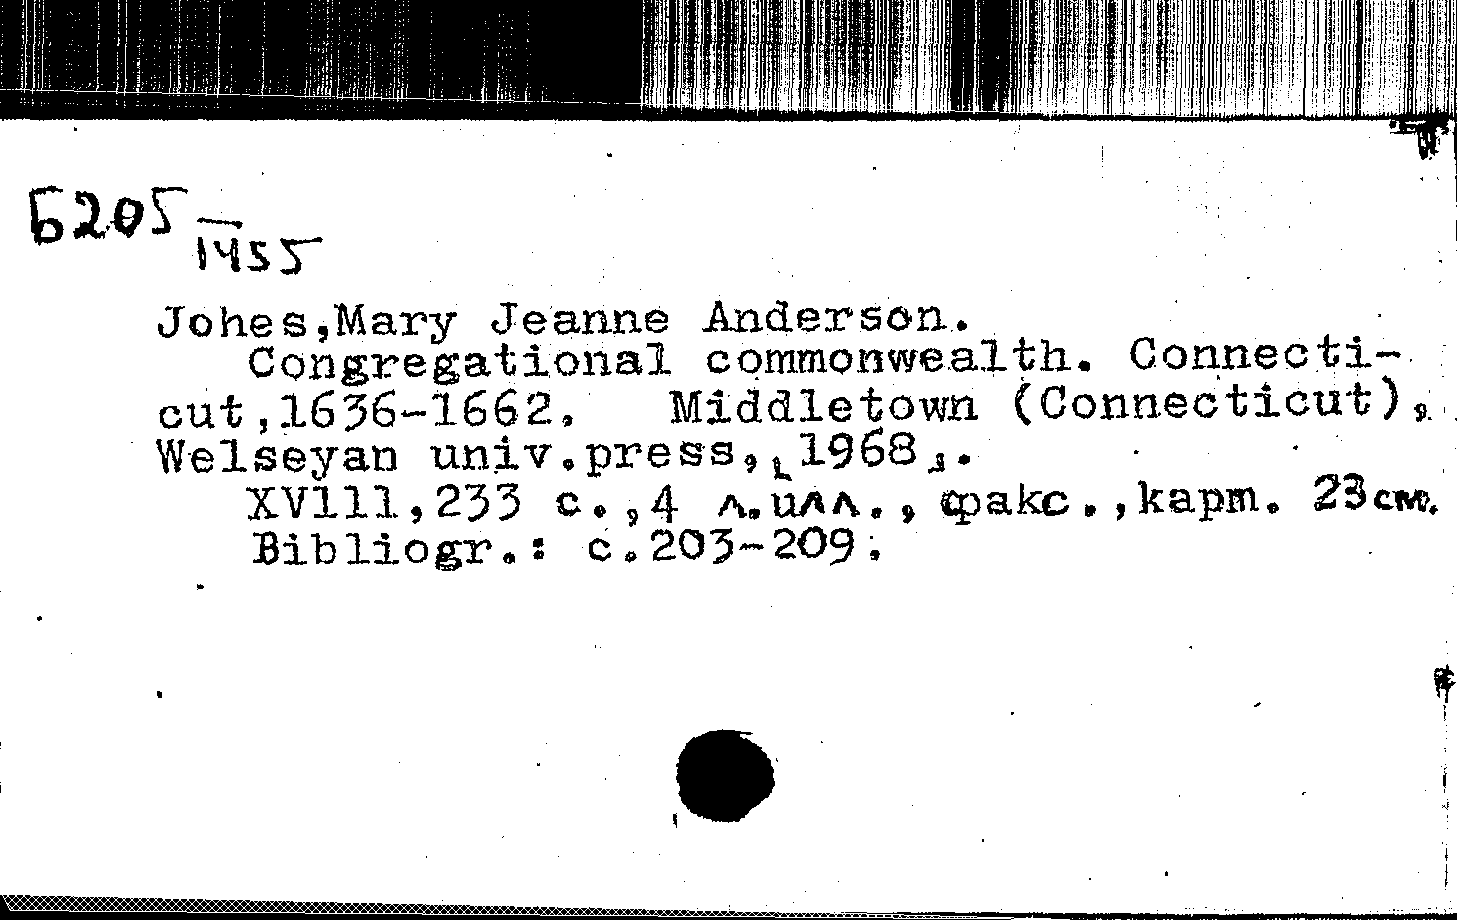 Б205
1455
Johes,Mary Jeanne Anderson.
Congregational commonwealth. Connecti-
cut,1636-1662. Middletown (Connecticut),
Welseyan univ.press,[1968].
XVlll,233 с.,4 л.илл., факс.,карт. 23см.
Bibliogr.: с.203-209.